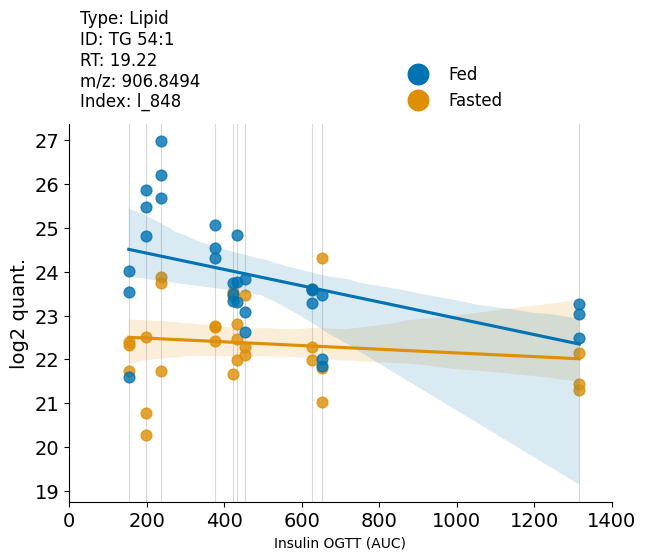 Type: Lipid
ID: TG 54:1
RT: 19.22
m/z: 906.8494
Index: l_848
Fed
Fasted
27
26
25
24
23
22
21
20
19
log2 quant.
0 200 400 600 800 1000 1200 1400
Insulin OGTT (AUC)